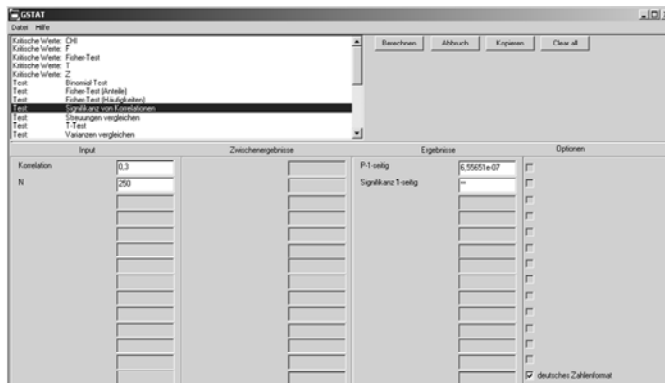 GSTAT
Datei Hilfe
Kritische Werte: CHI
Kritische Werte: F
Kritische Werte: Fisher-Test
Kritische Werte: T
Kritische Werte: Z
Test: Binomial Test
Test: Fisher-Test (Anteile)
Test: Fisher Test (Häufigkeiten)
Test: Signifikanz von Korrelationen
Test: Streuungen vergleichen
Test: T-Test
Test: Varianzen vergleichen
Berechnen Abbruch Kopieren Clear all
Input Zwischenergebnisse Ergebnisse Optionen
Korrelation 0,3 P-1-seitig 6,55651e-07
N 250 Signifikanz 1-seitig **
deutsches Zahlenformat